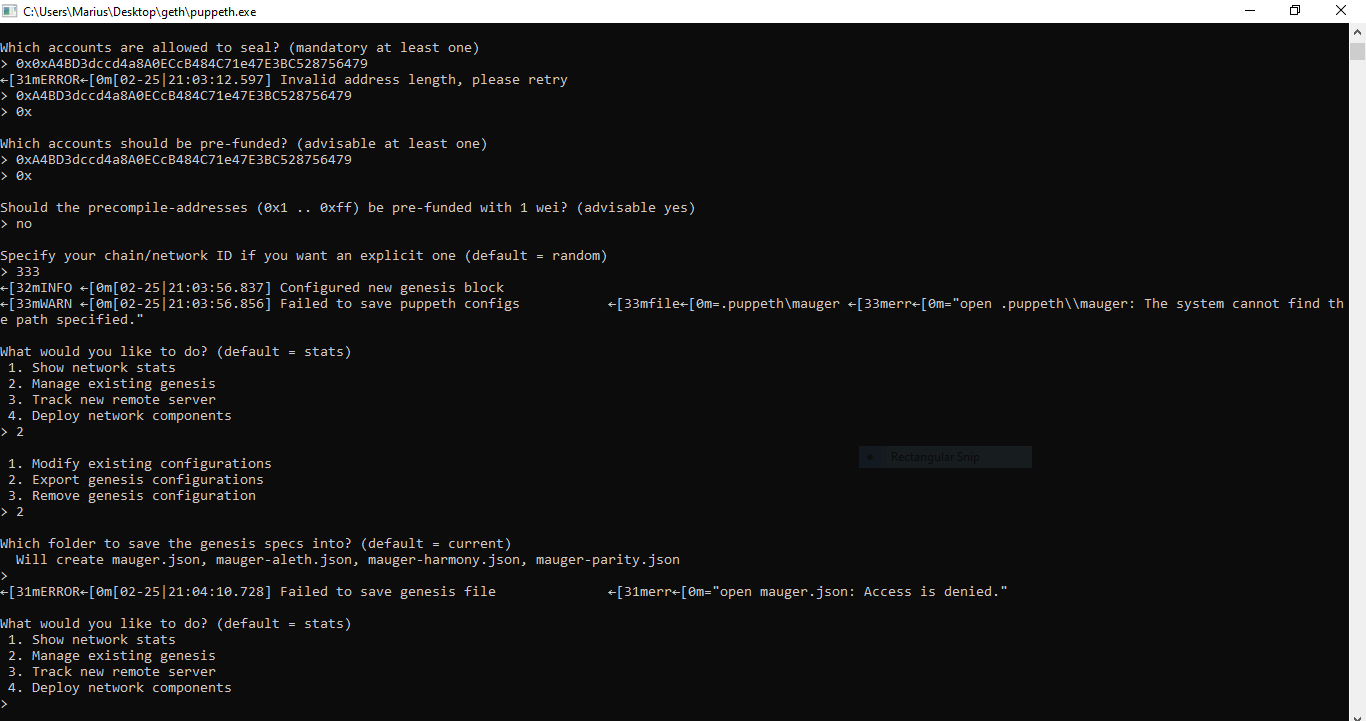 C:\Users\Marius\Desktop\geth\puppeth.exe
Which accounts are allowed to seal? (mandatory at least one)
> 0x0xA4BD3dccd4a8A0ECcB484C71e47E3BC528756479
←[31mERROR←[0m[02-25|21:03:12.597] Invalid address length, please retry
> 0xA4BD3dccd4a8A0ECcB484C71e47E3BC528756479
> 0x
Which accounts should be pre-funded? (advisable at least one)
> 0xA4BD3dccd4a8A0ECcB484C71e47E3BC528756479
> 0x
Should the precompile-addresses (0x1 .. 0xff) be pre-funded with 1 wei? (advisable yes)
> no
Specify your chain/network ID if you want an explicit one (default = random)
> 333
←[32mINFO ←[0m[02-25|21:03:56.837] Configured new genesis block
←[33mWARN ←[0m[02-25|21:03:56.856] Failed to save puppeth configs           ←[33mfile←[0m=.puppeth\mauger ←[33merr←[0m="open .puppeth\\mauger: The system cannot find th
e path specified."
What would you like to do? (default = stats)
 1. Show network stats
 2. Manage existing genesis
 3. Track new remote server
 4. Deploy network components
> 2
 1. Modify existing configurations
 2. Export genesis configurations
 3. Remove genesis configuration
> 2
Rectangular Snip
Which folder to save the genesis specs into? (default = current)
  Will create mauger.json, mauger-aleth.json, mauger-harmony.json, mauger-parity.json
>
←[31mERROR←[0m[02-25|21:04:10.728] Failed to save genesis file              ←[31merr←[0m="open mauger.json: Access is denied."
What would you like to do? (default = stats)
 1. Show network stats
 2. Manage existing genesis
 3. Track new remote server
 4. Deploy network components
>